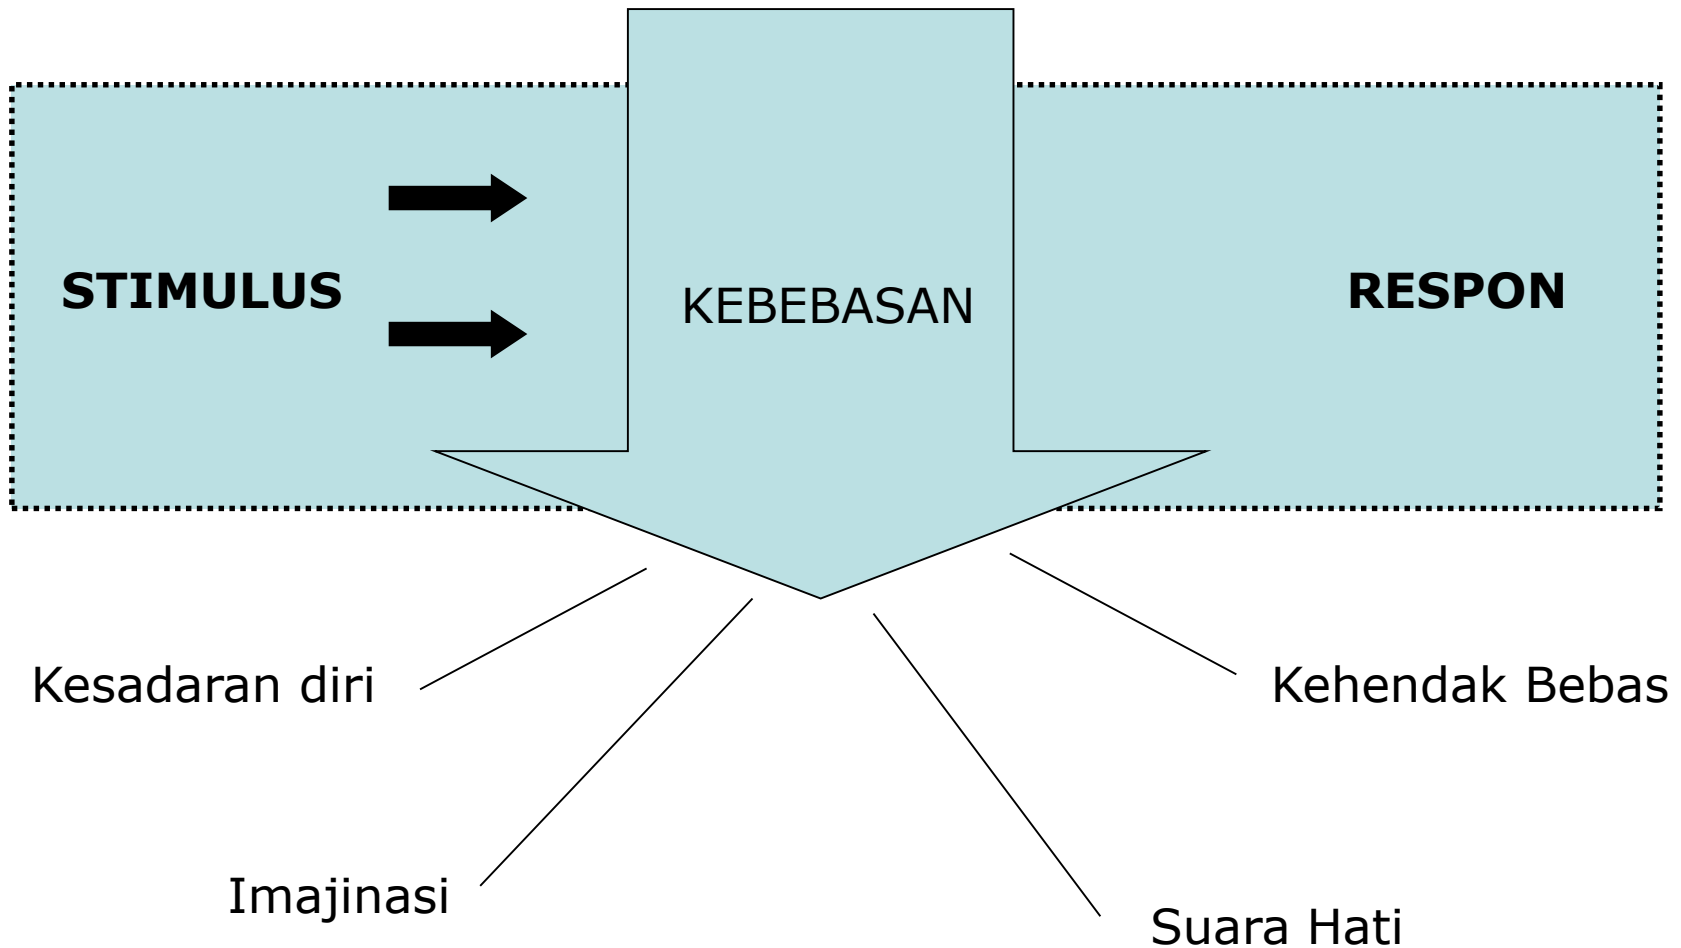 STIMULUS
KEBEBASAN
RESPON
Kesadaran diri
Kehendak Bebas
Imajinasi
Suara Hati